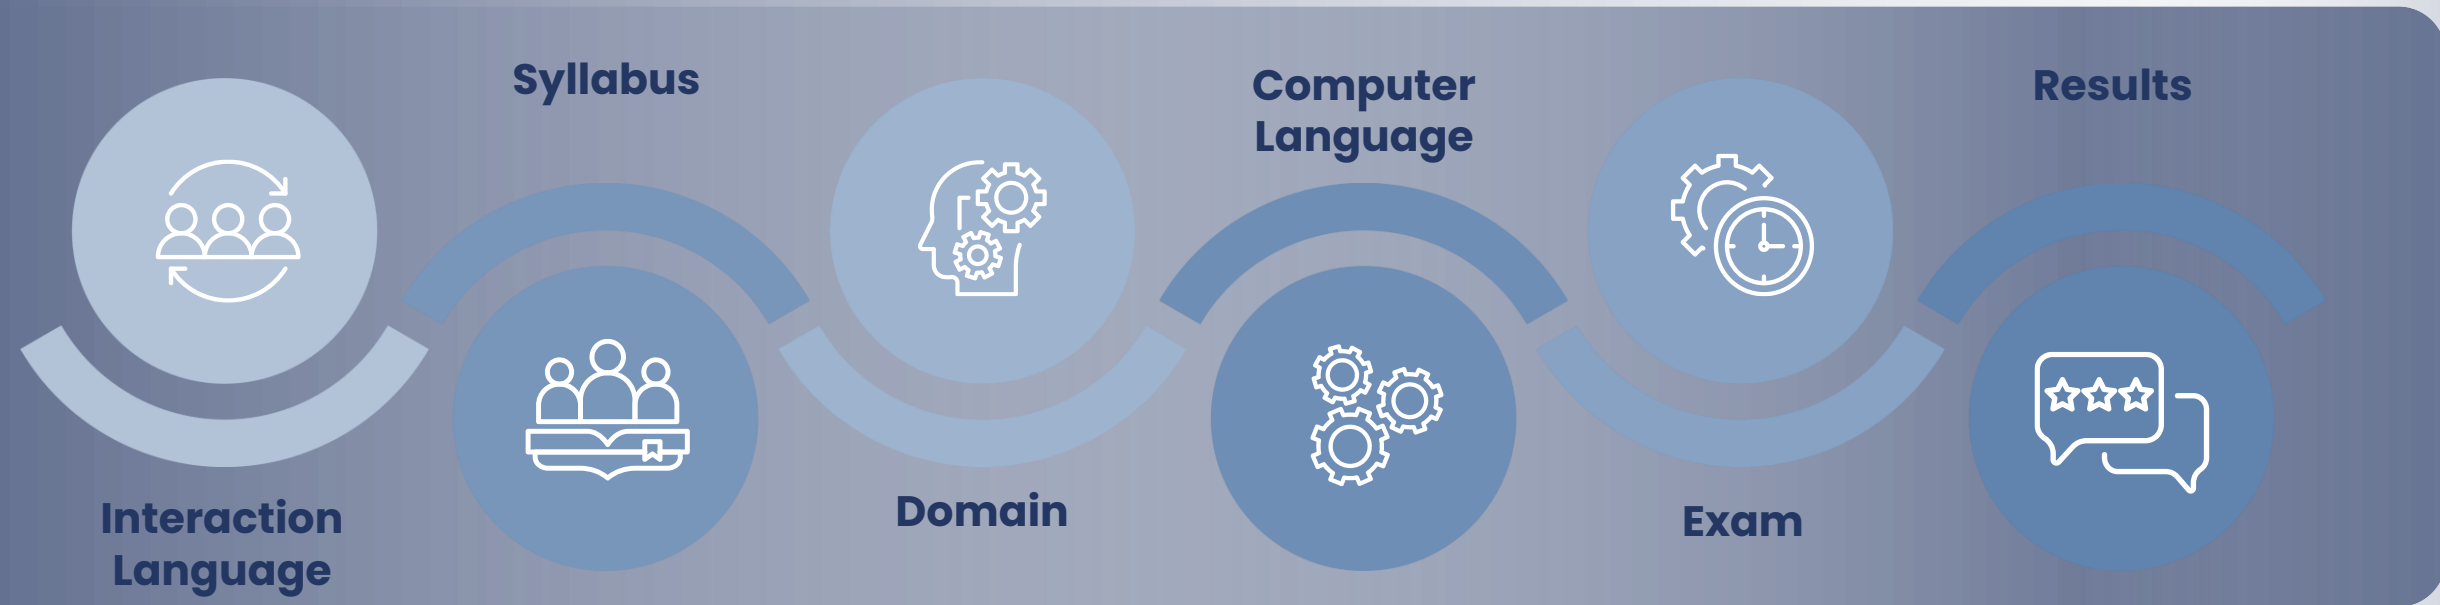 Interaction
Language
Syllabus
Domain
Computer
Language
Exam
Results